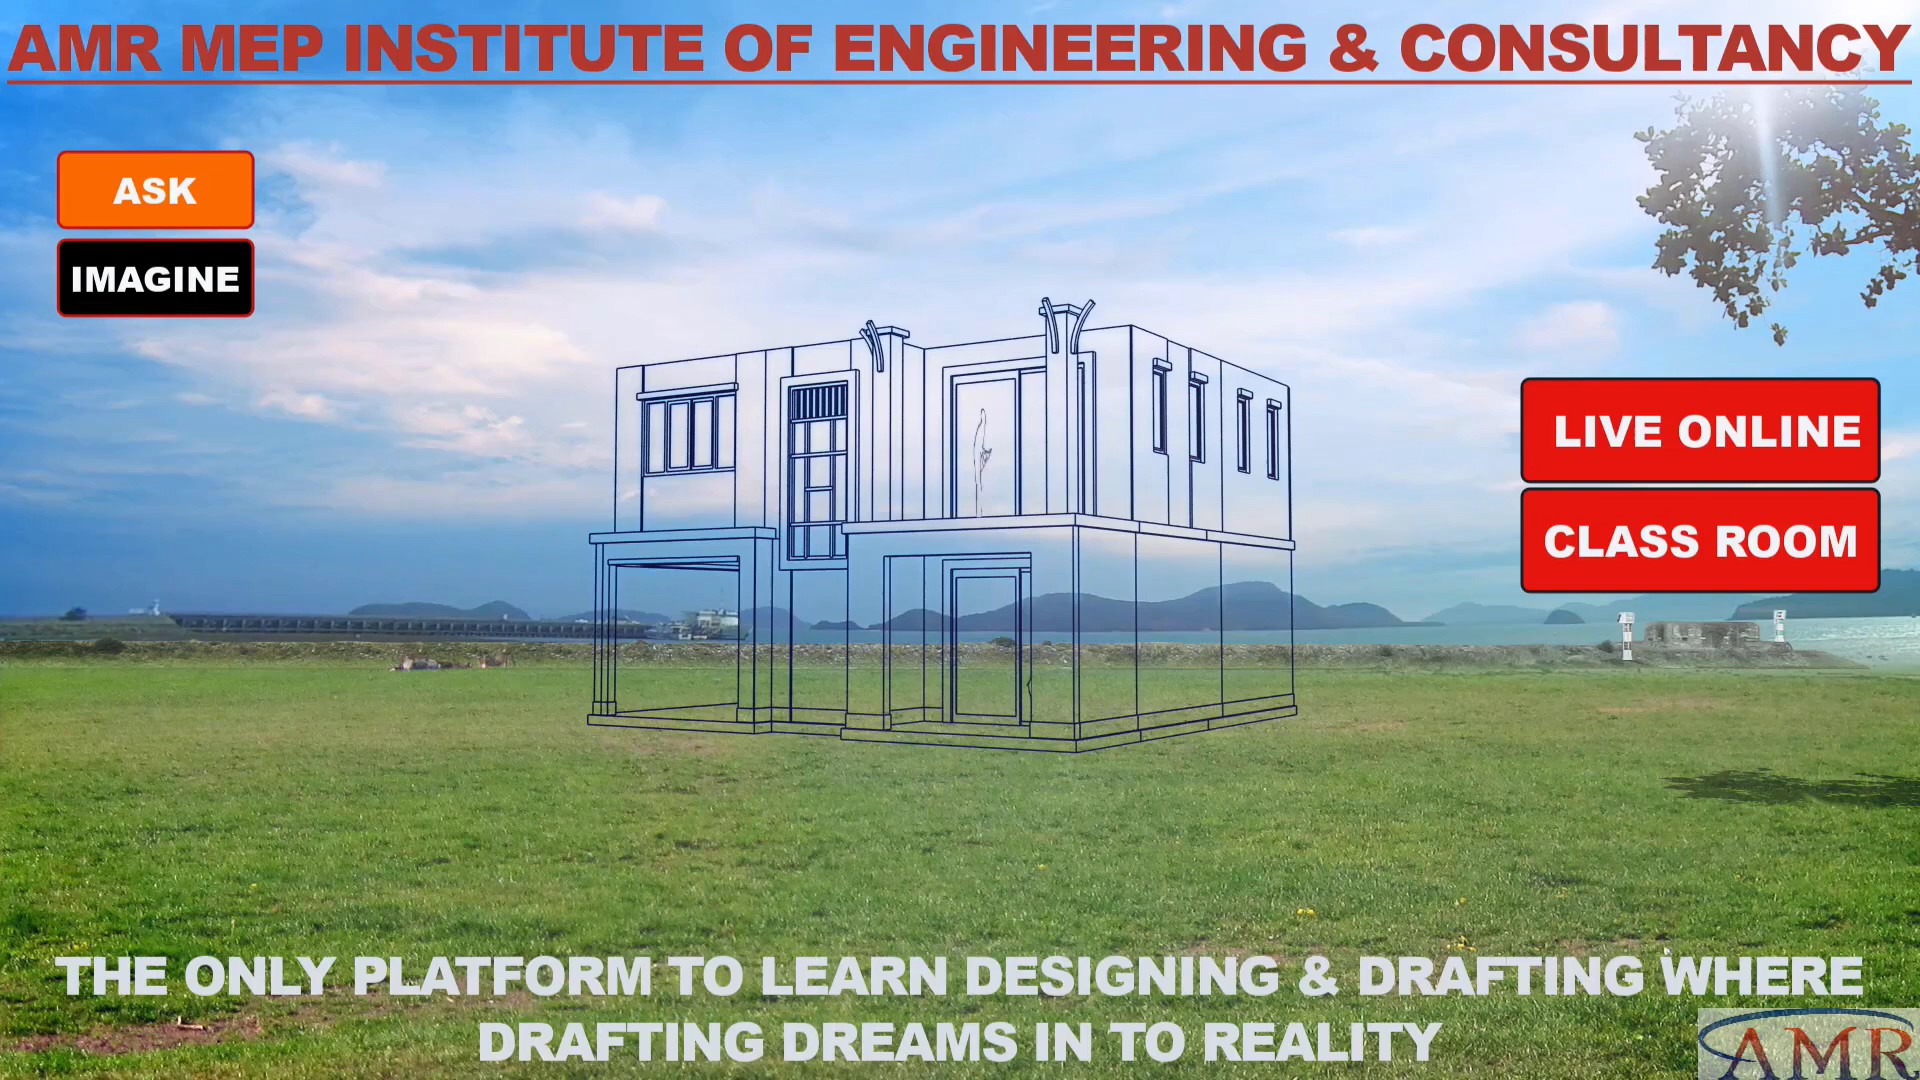 AMR MEP INSTITUTE OF ENGINEERING & CONSULTANCY
ASK
IMAGINE
LIVE ONLINE
CLASS ROOM
THE ONLY PLATFORM TO LEARN DESIGNING & DRAFTING WHERE
DRAFTING DREAMS IN TO REALITY
AMR